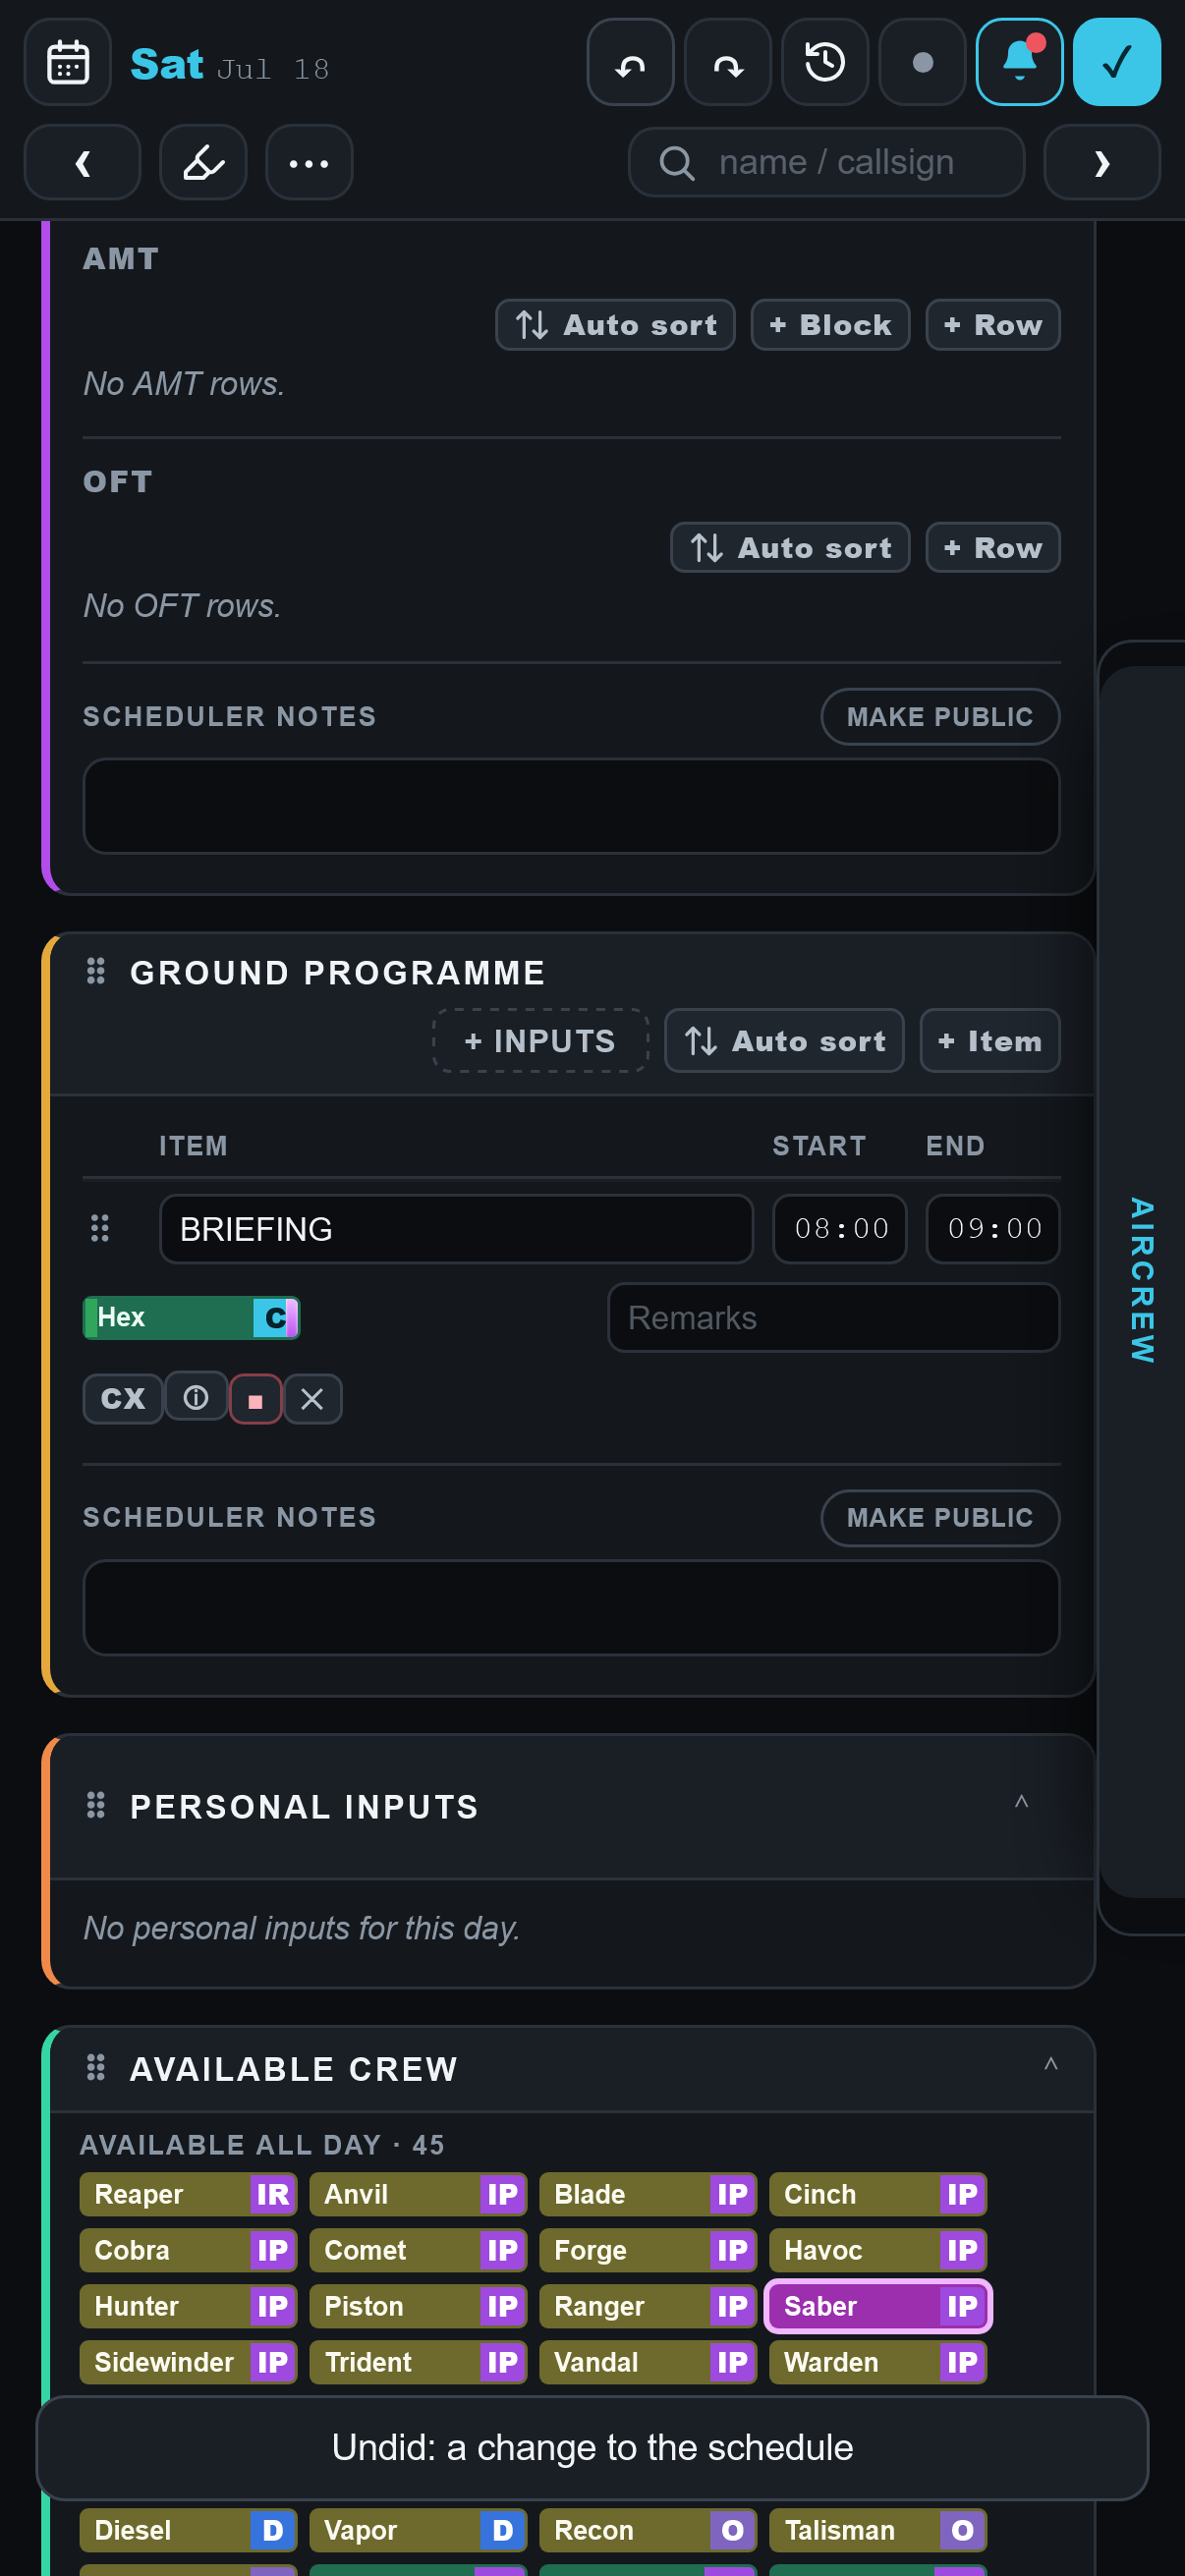 Sat Jul 18
name / callsign
AMT
Auto sort + Block + Row
No AMT rows.
OFT
Auto sort + Row
No OFT rows.
SCHEDULER NOTES MAKE PUBLIC
GROUND PROGRAMME
+ INPUTS Auto sort + Item
ITEM START END
BRIEFING 08:00 09:00
Hex C Remarks
CX
SCHEDULER NOTES MAKE PUBLIC
AIRCREW
PERSONAL INPUTS
No personal inputs for this day.
AVAILABLE CREW
AVAILABLE ALL DAY · 45
Reaper IR Anvil IP Blade IP Cinch IP
Cobra IP Comet IP Forge IP Havoc IP
Hunter IP Piston IP Ranger IP Saber IP
Sidewinder IP Trident IP Vandal IP Warden IP
Undid: a change to the schedule
Diesel D Vapor D Recon O Talisman O